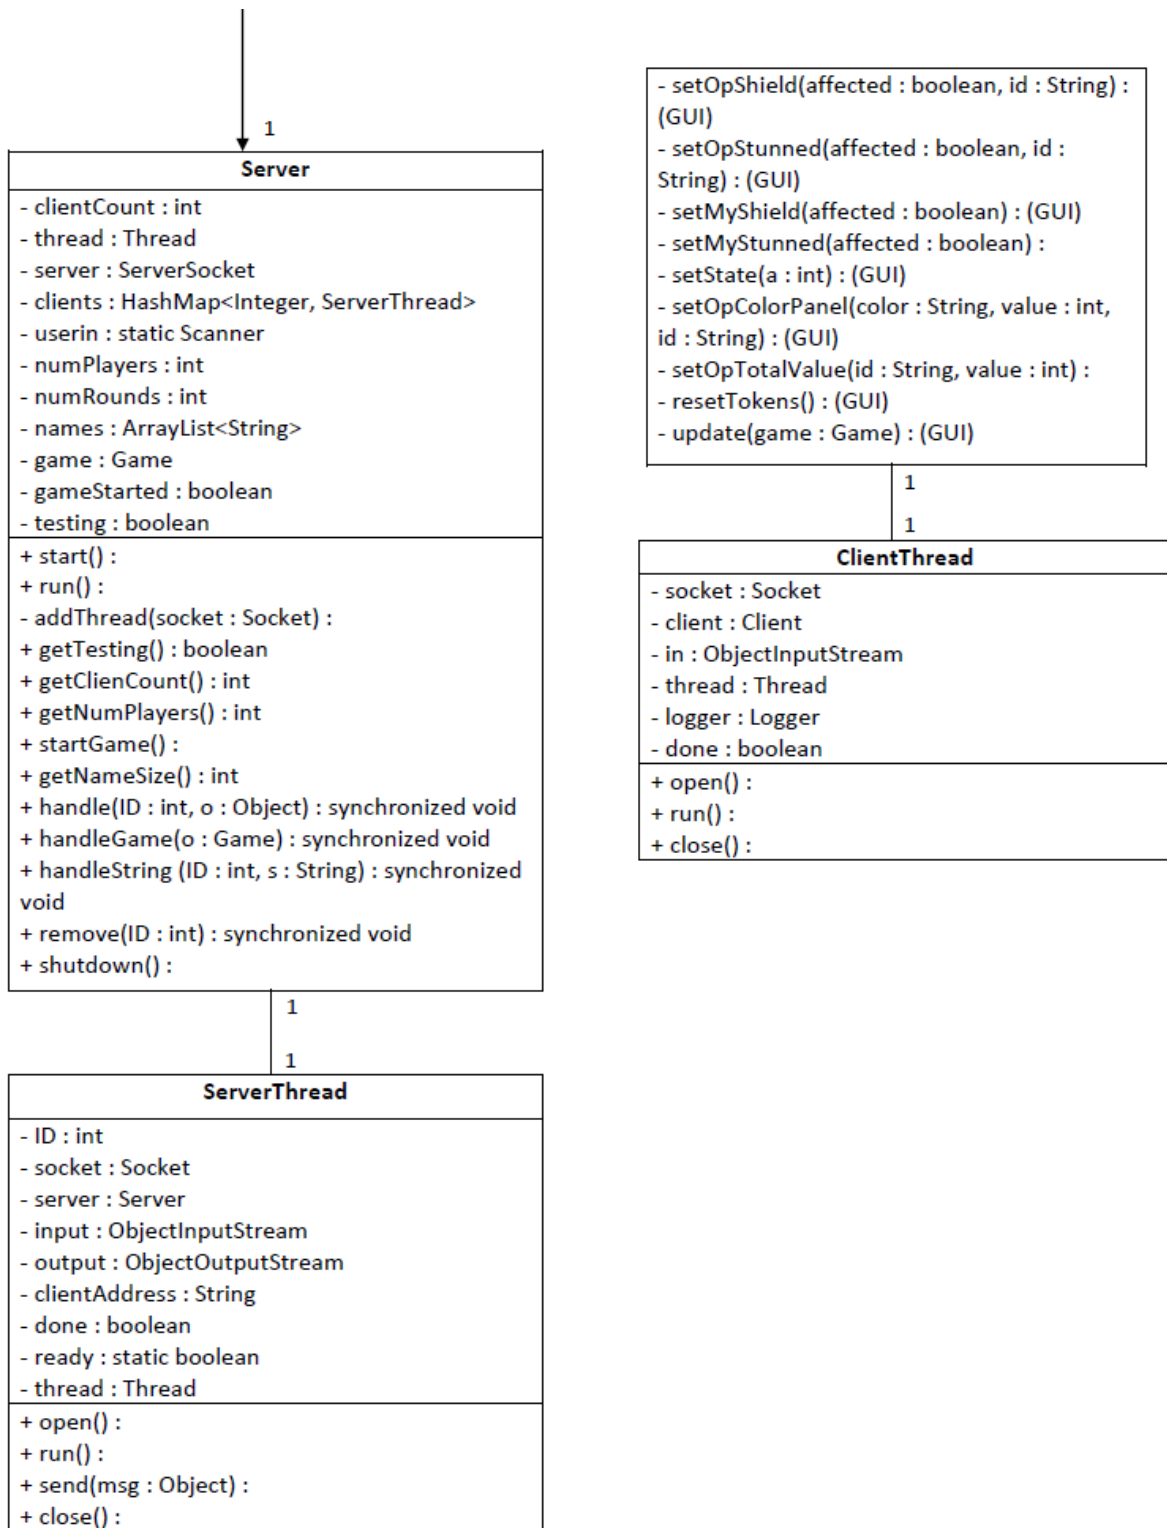 1
Server
- clientCount : int
- thread : Thread
- server : ServerSocket
- clients : HashMap<Integer, ServerThread>
- userin : static Scanner
- numPlayers : int
- numRounds : int
- names : ArrayList<String>
- game : Game
- gameStarted : boolean
- testing : boolean
+ start() :
+ run() :
- addThread(socket : Socket) :
+ getTesting() : boolean
+ getClienCount() : int
+ getNumPlayers() : int
+ startGame() :
+ getNameSize() : int
+ handle(ID : int, o : Object) : synchronized void
+ handleGame(o : Game) : synchronized void
+ handleString (ID : int, s : String) : synchronized
void
+ remove(ID : int) : synchronized void
+ shutdown() :
1
1
ServerThread
- ID : int
- socket : Socket
- server : Server
- input : ObjectInputStream
- output : ObjectOutputStream
- clientAddress : String
- done : boolean
- ready : static boolean
- thread : Thread
+ open() :
+ run() :
+ send(msg : Object) :
+ close() :
- setOpShield(affected : boolean, id : String) :
(GUI)
- setOpStunned(affected : boolean, id :
String) : (GUI)
- setMyShield(affected : boolean) : (GUI)
- setMyStunned(affected : boolean) :
- setState(a : int) : (GUI)
- setOpColorPanel(color : String, value : int,
id : String) : (GUI)
- setOpTotalValue(id : String, value : int) :
- resetTokens() : (GUI)
- update(game : Game) : (GUI)
1
1
ClientThread
- socket : Socket
- client : Client
- in : ObjectInputStream
- thread : Thread
- logger : Logger
- done : boolean
+ open() :
+ run() :
+ close() :